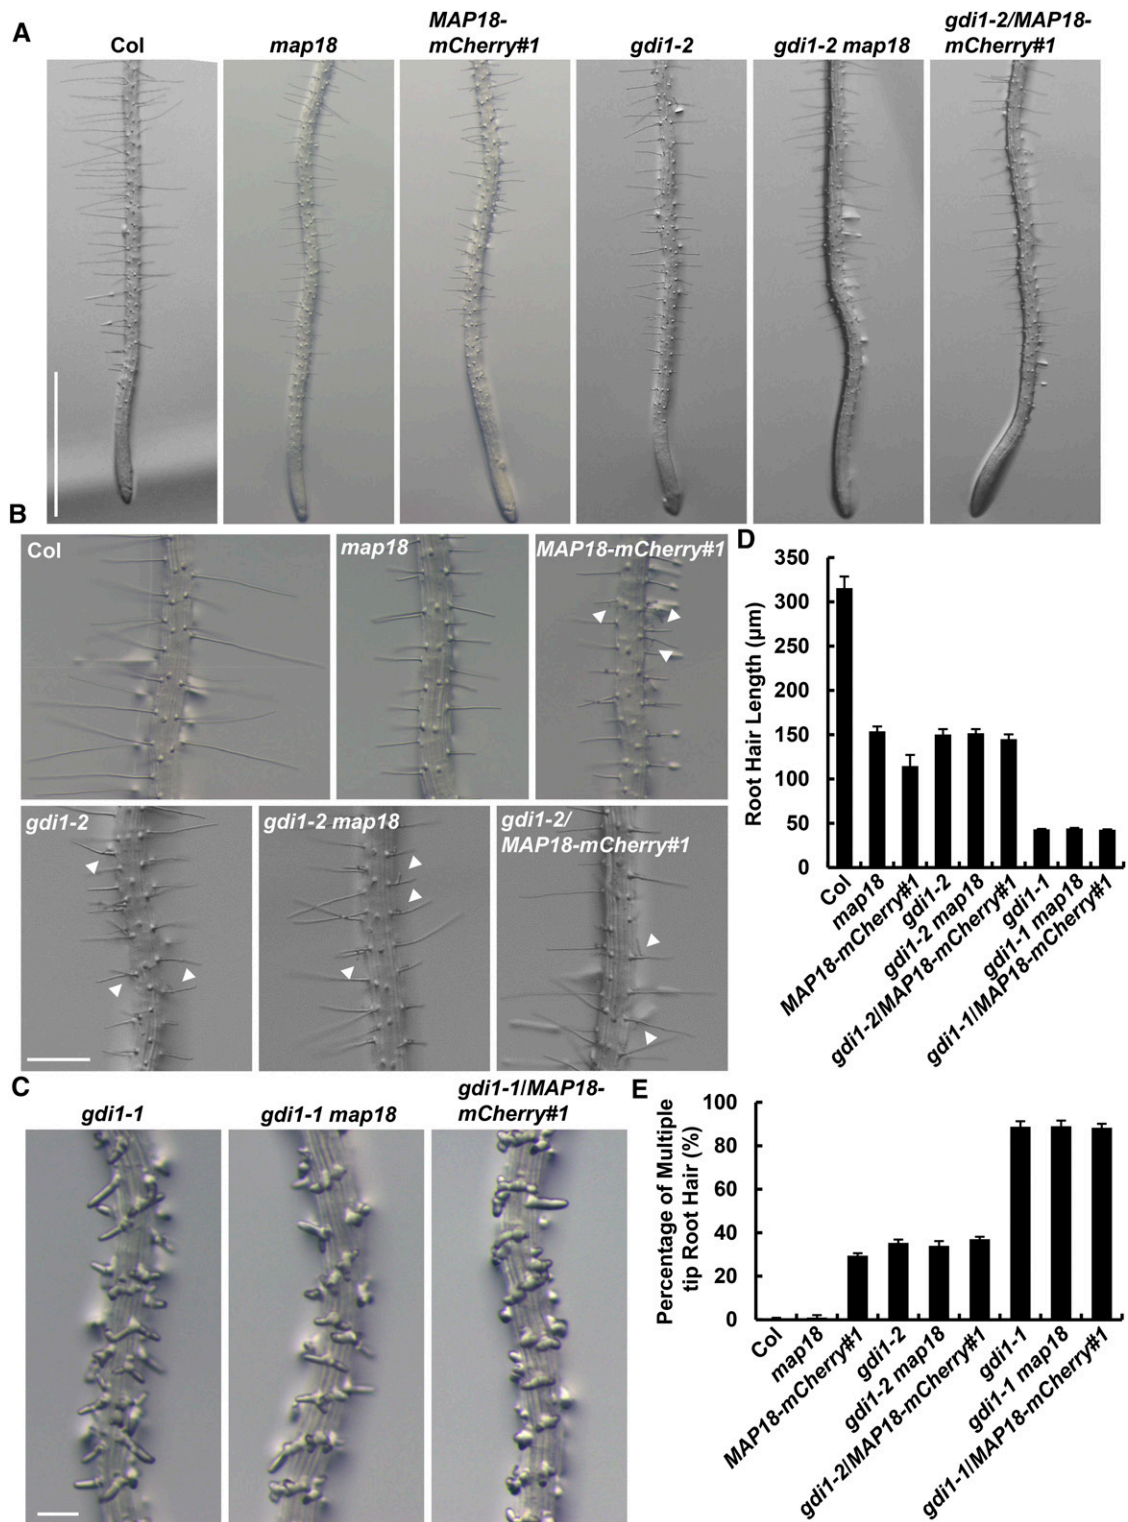 A
Col
map18
MAP18-
mCherry#1
gdi1-2
gdi1-2 map18
gdi1-2/MAP18-
mCherry#1
B
Col
map18
MAP18-mCherry#1
gdi1-2
gdi1-2 map18
gdi1-2/
MAP18-mCherry#1
C
gdi1-1
gdi1-1 map18
gdi1-1/MAP18-
mCherry#1
D
Root Hair Length (µm)
350
300
250
200
150
100
50
0
Col
map18
MAP18-mCherry#1
gdi1-2
gdi1-2 map18
gdi1-2/MAP18-mCherry#1
gdi1-1
gdi1-1 map18
gdi1-1/MAP18-mCherry#1
E
Percentage of Multiple
tip Root Hair (%)
100
80
60
40
20
0
Col
map18
MAP18-mCherry#1
gdi1-2
gdi1-2 map18
gdi1-2/MAP18-mCherry#1
gdi1-1
gdi1-1 map18
gdi1-1/MAP18-mCherry#1